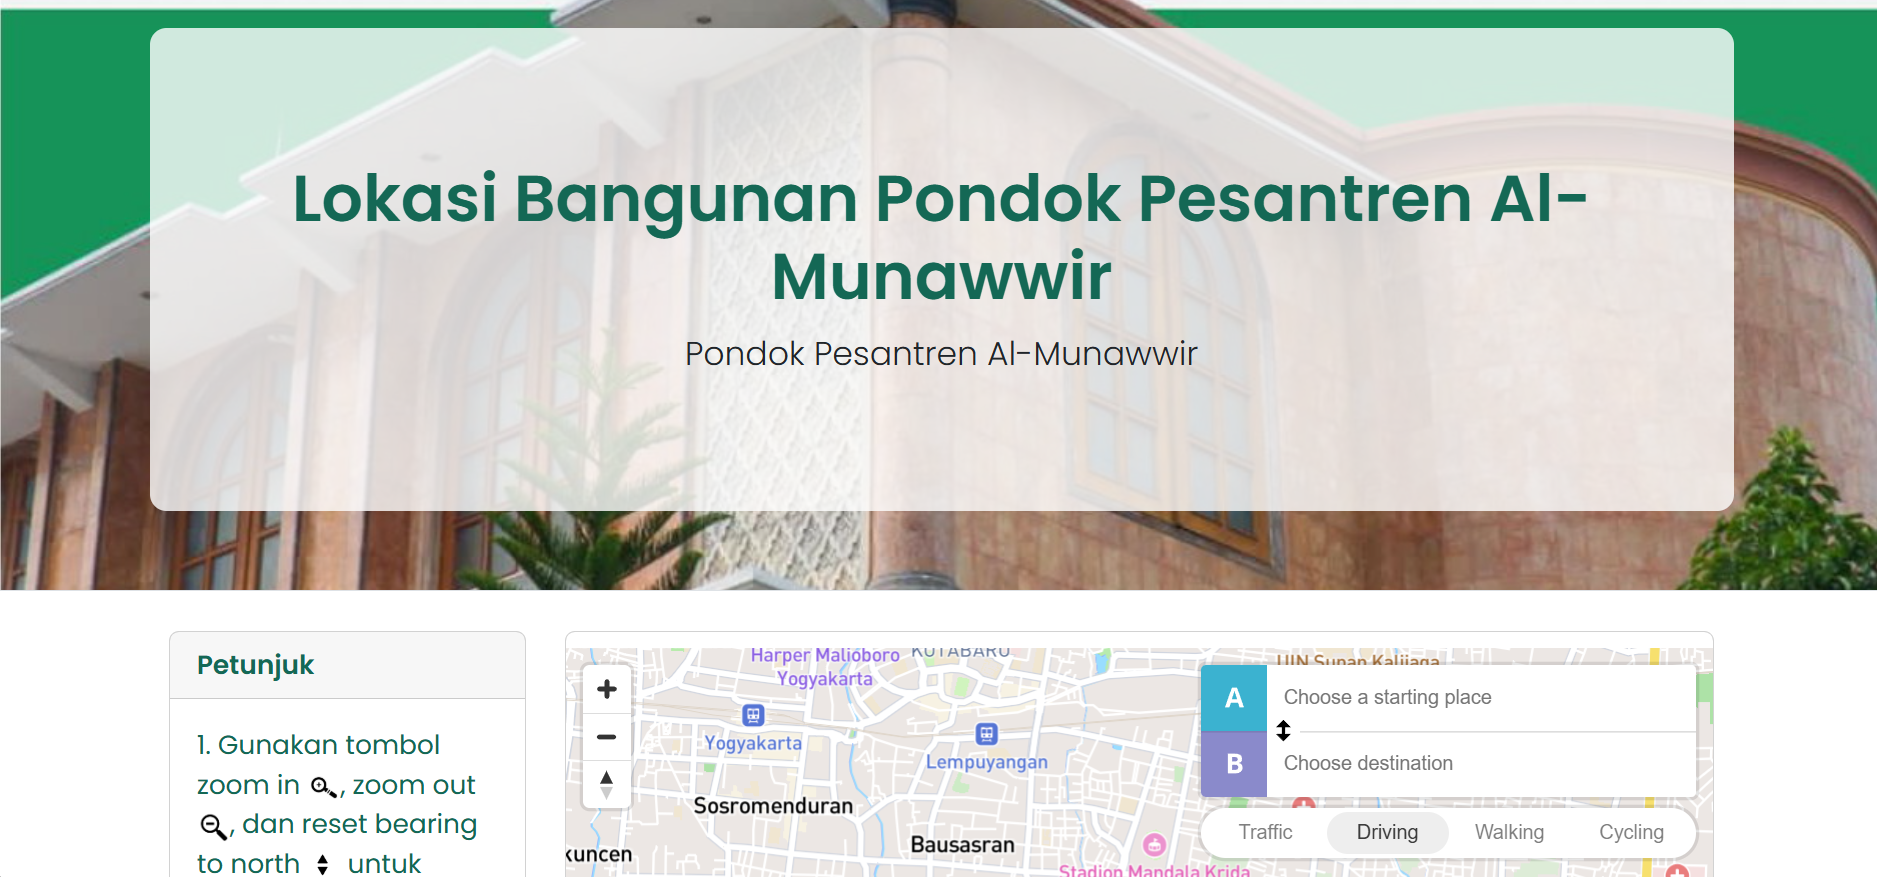 Lokasi Bangunan Pondok Pesantren Al-
Munawwir
Pondok Pesantren Al-Munawwir
Petunjuk
1. Gunakan tombol
zoom in , zoom out
, dan reset bearing
to north untuk
Harper Malioboro
Yogyakarta
KOTABARU
UIN Sunan Kalijaga
Yogyakarta
Lempuyangan
Sosromenduran
Bausasran
kuncen
Stadion Mandala Krida
A
Choose a starting place
B
Choose destination
Traffic Driving Walking Cycling